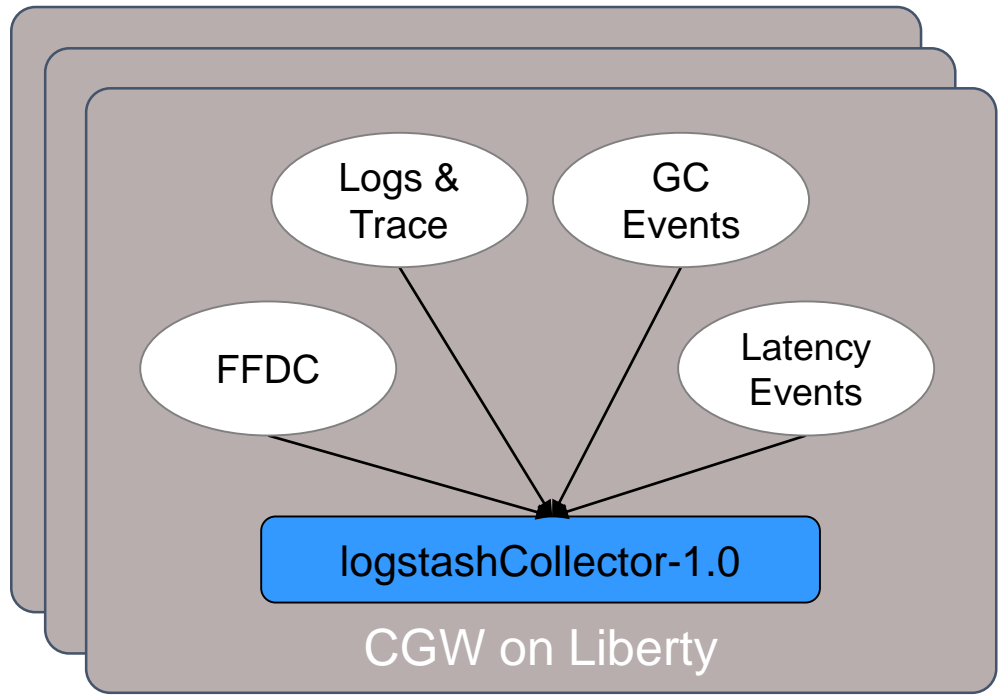 Logs &
Trace
GC
Events
FFDC
Latency
Events
logstashCollector-1.0
CGW on Liberty